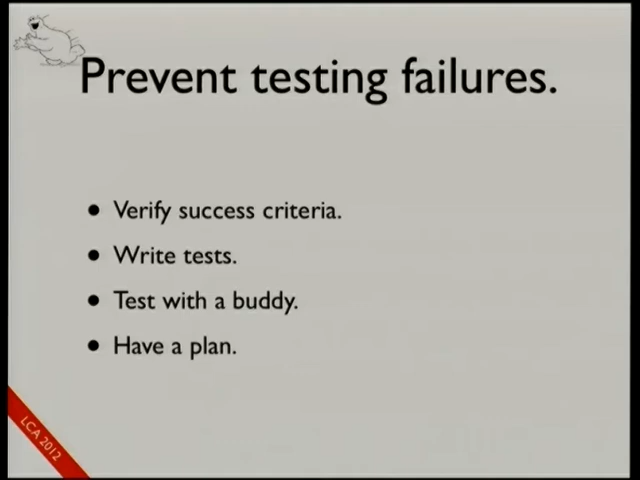 Prevent testing failures.
Verify success criteria.
Write tests.
Test with a buddy.
Have a plan.
LCA 2012